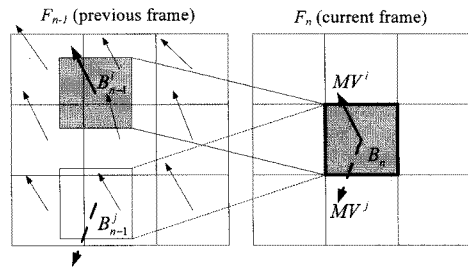 F_{n-1} (previous frame)
F_n (current frame)
B^i_{n-1}
MV^i
B_n
MV^j
B^j_{n-1}